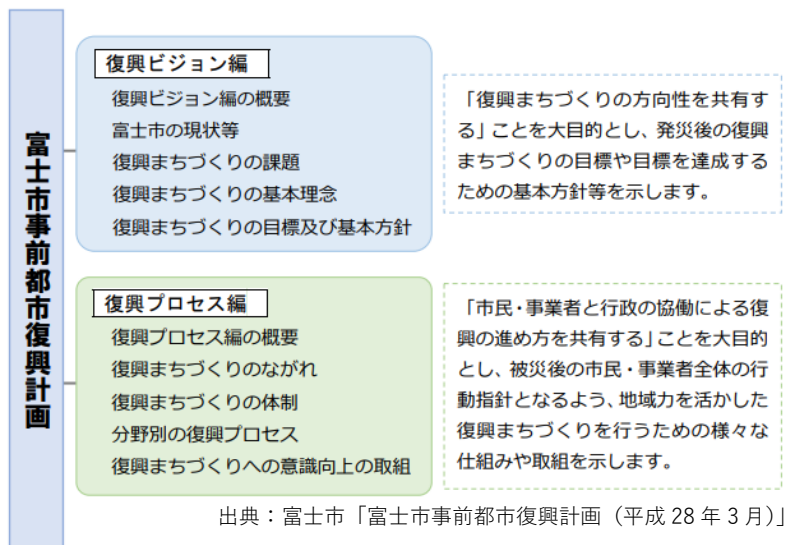 富士市事前都市復興計画
復興ビジョン編
復興ビジョン編の概要
富士市の現状等
復興まちづくりの課題
復興まちづくりの基本理念
復興まちづくりの目標及び基本方針
「復興まちづくりの方向性を共有す
る」ことを大目的とし、発災後の復興
まちづくりの目標や目標を達成する
ための基本方針等を示します。
復興プロセス編
復興プロセス編の概要
復興まちづくりのながれ
復興まちづくりの体制
分野別の復興プロセス
復興まちづくりへの意識向上の取組
「市民・事業者と行政の協働による復
興の進め方を共有する」ことを大目的
とし、被災後の市民・事業者全体の行
動指針となるよう、地域力を活かした
復興まちづくりを行うための様々な
仕組みや取組を示します。
出典：富士市「富士市事前都市復興計画（平成 28 年 3 月）」